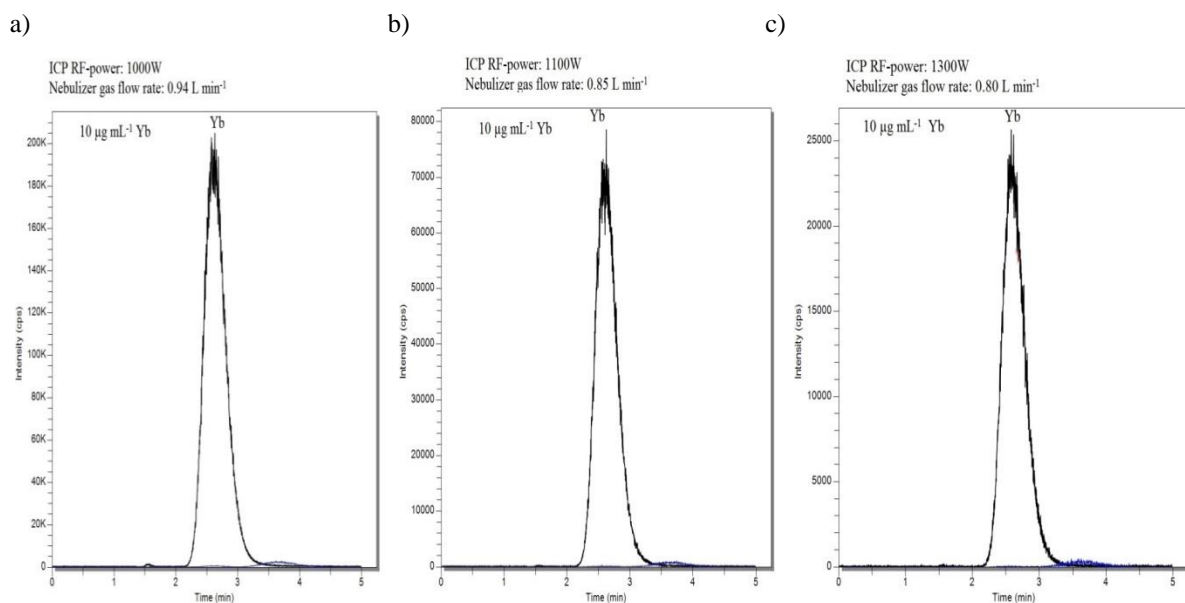 a)
ICP RF-power: 1000W
Nebulizer gas flow rate: 0.94 L min⁻¹
10 µg mL⁻¹ Yb
Yb
200K
180K
160K
140K
120K
100K
80K
60K
40K
20K
0
Intensity (cps)
0
1
2
3
4
5
Time (min)
b)
ICP RF-power: 1100W
Nebulizer gas flow rate: 0.85 L min⁻¹
10 µg mL⁻¹ Yb
Yb
80000
70000
60000
50000
40000
30000
20000
10000
0
Intensity (cps)
0
1
2
3
4
5
Time (min)
c)
ICP RF-power: 1300W
Nebulizer gas flow rate: 0.80 L min⁻¹
10 µg mL⁻¹ Yb
Yb
25000
20000
15000
10000
5000
0
Intensity (cps)
0
1
2
3
4
5
Time (min)